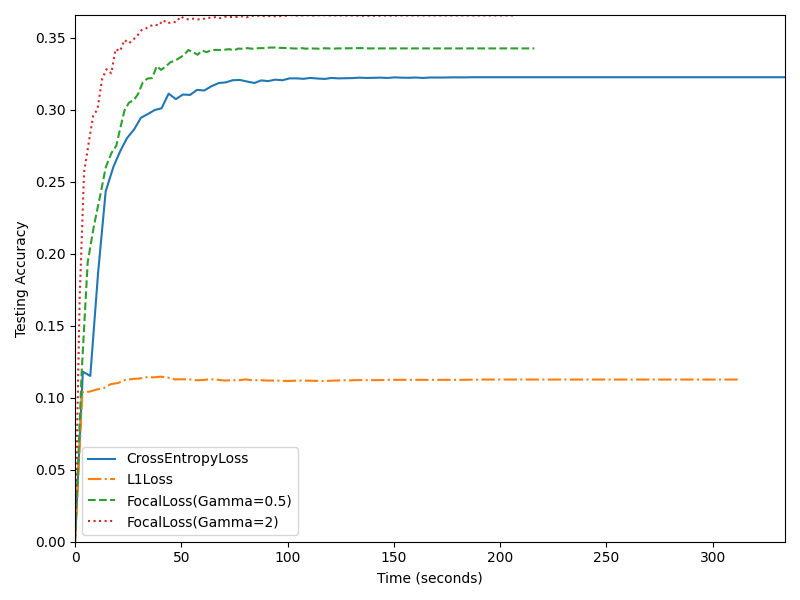 0.35
0.30
0.25
0.20
0.15
0.10
0.05
0.00
Testing Accuracy
CrossEntropyLoss
L1Loss
FocalLoss(Gamma=0.5)
FocalLoss(Gamma=2)
0 50 100 150 200 250 300
Time (seconds)